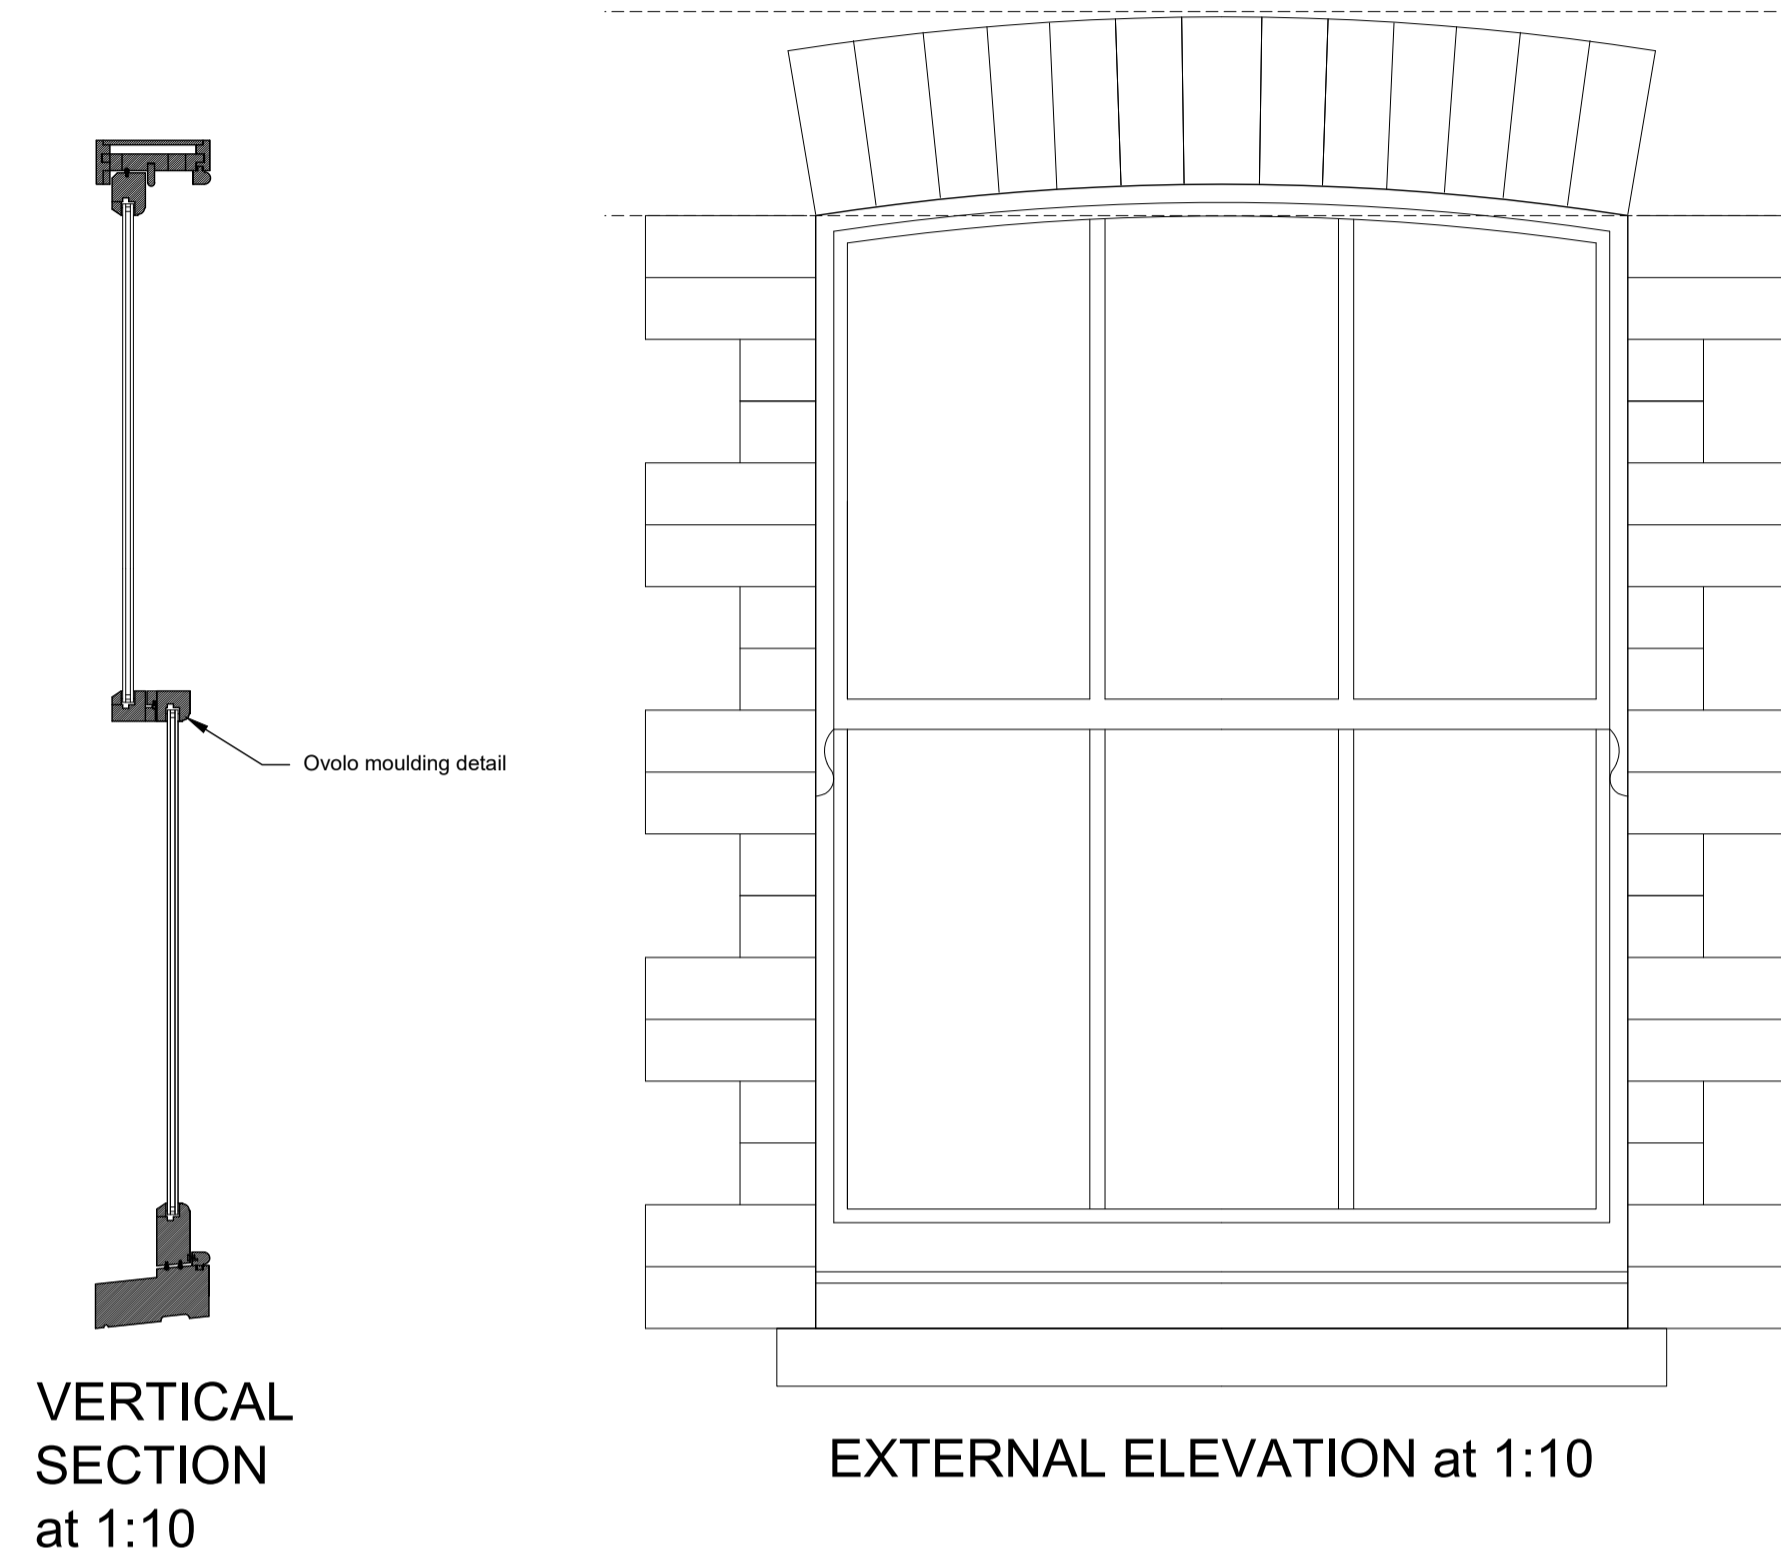 Ovolo moulding detail
VERTICAL
SECTION
at 1:10
EXTERNAL ELEVATION at 1:10